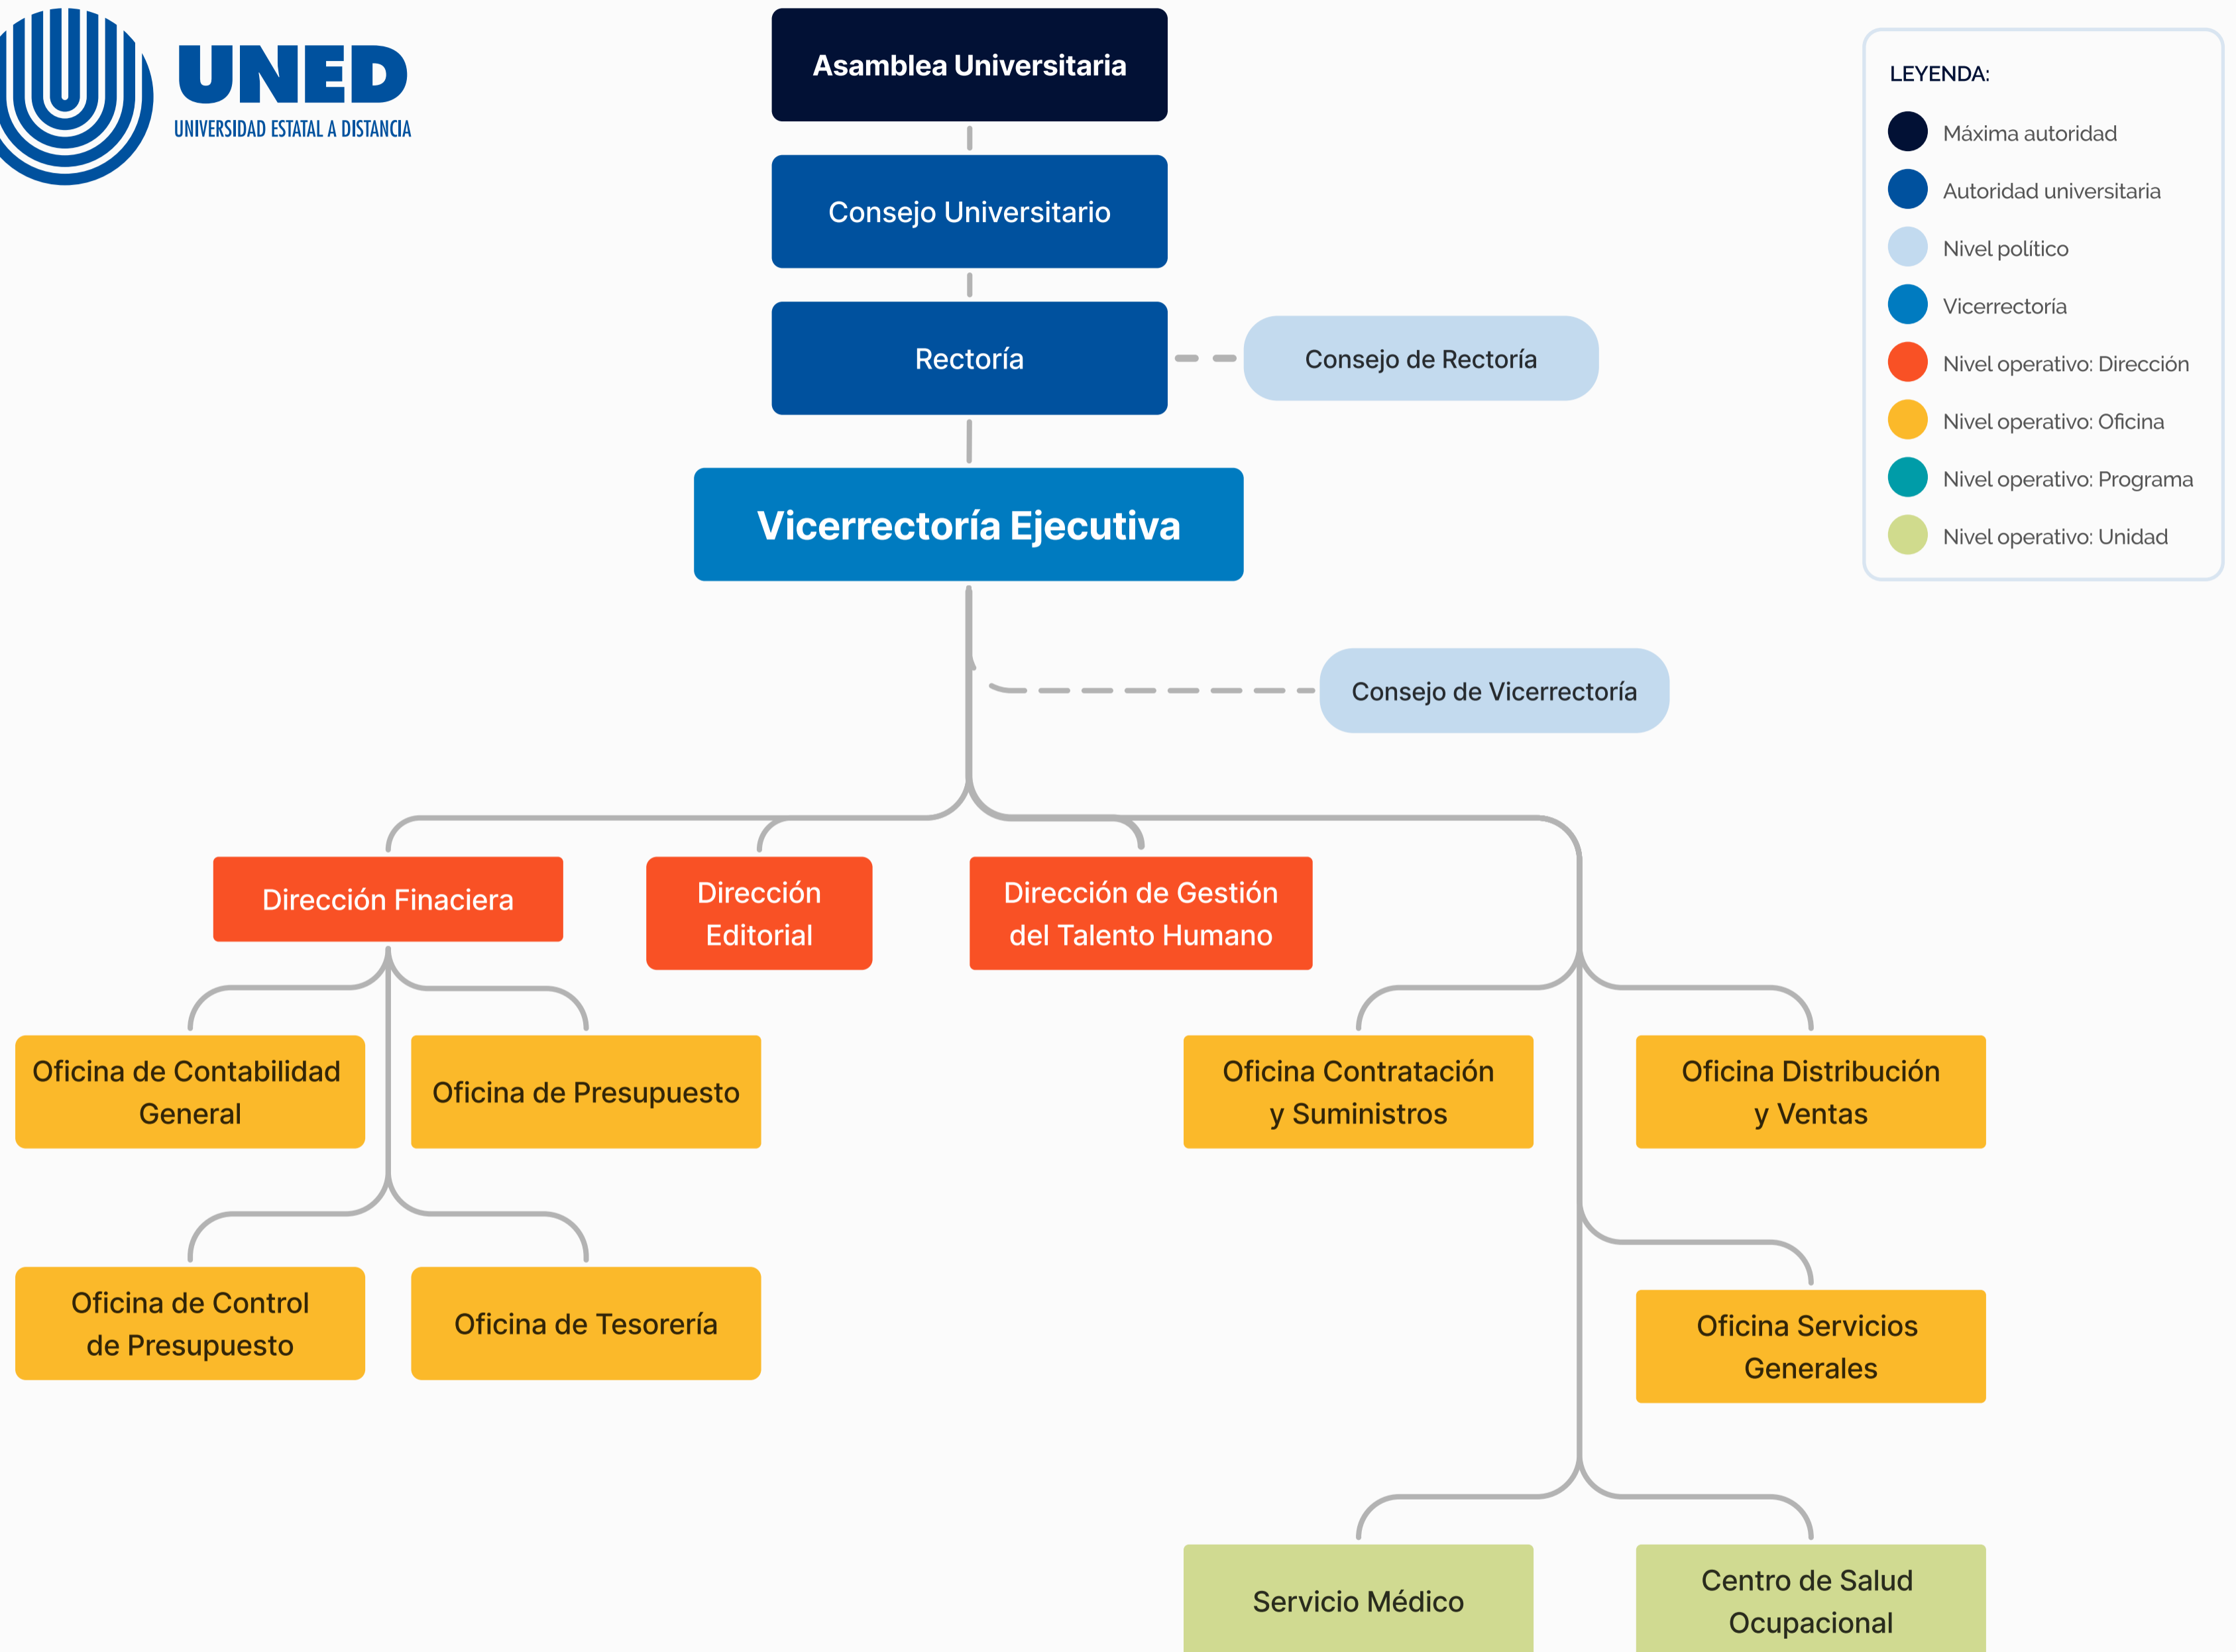 UNED
UNIVERSIDAD ESTATAL A DISTANCIA
Asamblea Universitaria
Consejo Universitario
Rectoría
Consejo de Rectoría
Vicerrectoría Ejecutiva
Consejo de Vicerrectoría
LEYENDA:
Máxima autoridad
Autoridad universitaria
Nivel político
Vicerrectoría
Nivel operativo: Dirección
Nivel operativo: Oficina
Nivel operativo: Programa
Nivel operativo: Unidad
Dirección Finaciera
Dirección
Editorial
Dirección de Gestión
del Talento Humano
Oficina de Contabilidad
General
Oficina de Presupuesto
Oficina Contratación
y Suministros
Oficina Distribución
y Ventas
Oficina de Control
de Presupuesto
Oficina de Tesorería
Oficina Servicios
Generales
Servicio Médico
Centro de Salud
Ocupacional